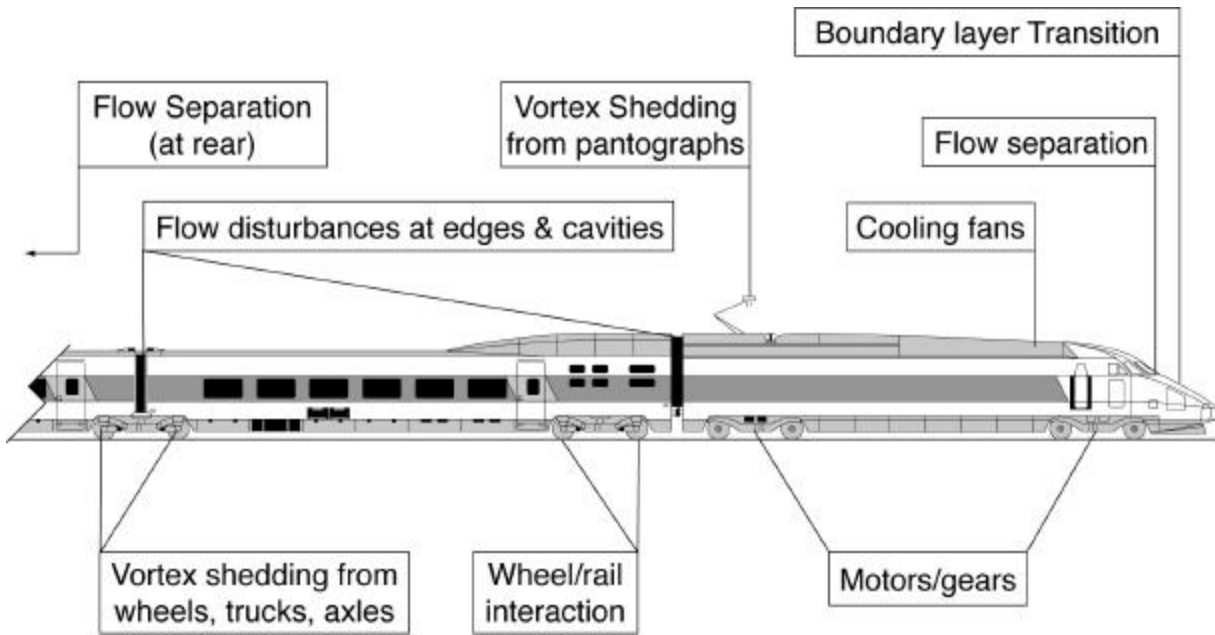 Boundary layer Transition
Flow Separation
(at rear)
Vortex Shedding
from pantographs
Flow separation
Flow disturbances at edges & cavities
Cooling fans
Vortex shedding from
wheels, trucks, axles
Wheel/rail
interaction
Motors/gears